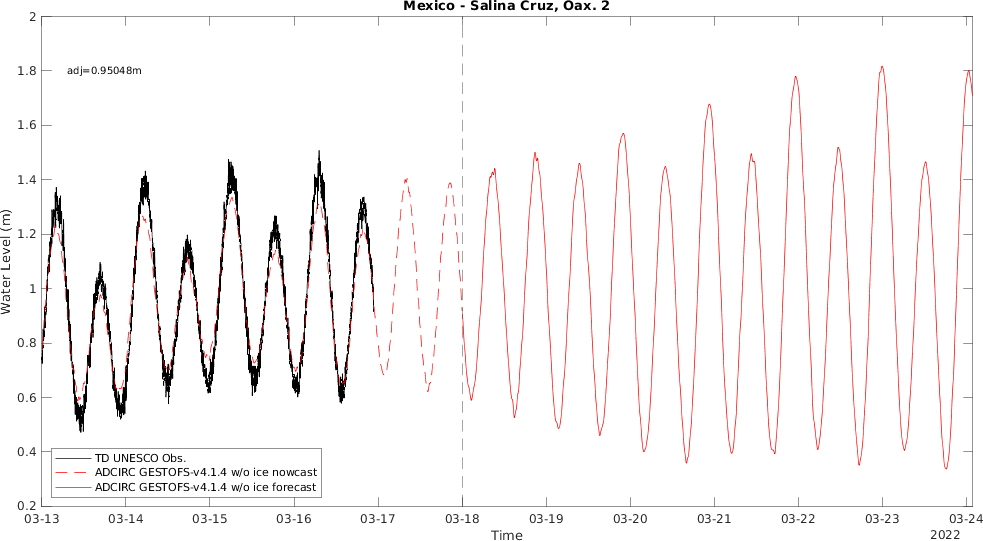 Mexico - Salina Cruz, Oax. 2
adj=0.95048m
Water Level (m)
2
1.8
1.6
1.4
1.2
1
0.8
0.6
0.4
0.2
TD UNESCO Obs.
ADCIRC GESTOFS-v4.1.4 w/o ice nowcast
ADCIRC GESTOFS-v4.1.4 w/o ice forecast
03-13 03-14 03-15 03-16 03-17 03-18 03-19 03-20 03-21 03-22 03-23 03-24
Time
2022